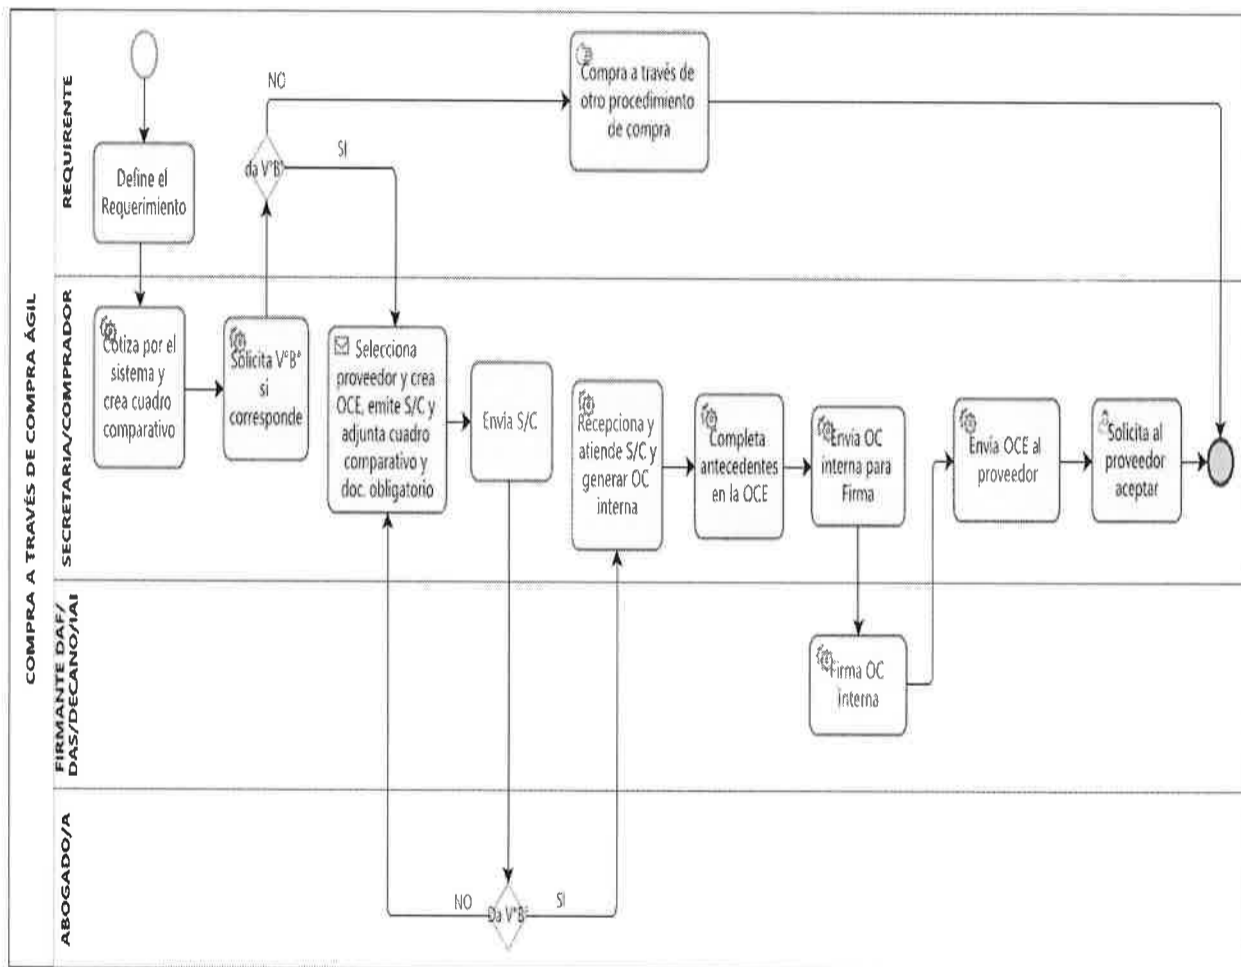 COMPRA A TRAVÉS DE COMPRA ÁGIL
REQUIRENTE
Define el
Requerimiento
da V°B°
NO
SI
Compra a través de
otro procedimiento
de compra
SECRETARIA/COMPRADOR
Cotiza por el
sistema y
crea cuadro
comparativo
Solicita V°B°
si
corresponde
Selecciona
proveedor y crea
OCE, emite S/C y
adjunta cuadro
comparativo y
doc. obligatorio
Envía S/C
Recepciona y
atiende S/C y
generar OC
interna
Completa
antecedentes
en la OCE
Envía OC
interna para
Firma
Envía OCE al
proveedor
Solicita al
proveedor
aceptar
FIRMANTE DAF/
DAS/DECANO/IAI
Firma OC
interna
ABOGADO/A
NO
Da V°B°
SI